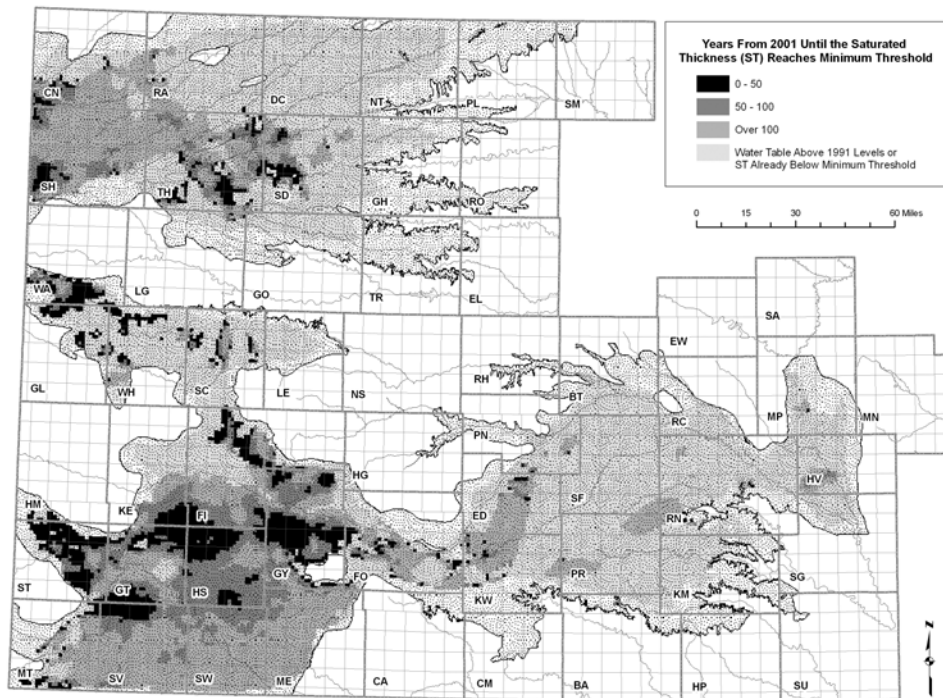 Years From 2001 Until the Saturated
Thickness (ST) Reaches Minimum Threshold
0 - 50
50 - 100
Over 100
Water Table Above 1991 Levels or
ST Already Below Minimum Threshold
0 15 30 60 Miles
CN RA DC NT PL SM
SH TH SD GH RO
WA LG GO TR EL
SA
EW
GL WH SC LE NS RH BT RC MP MN
PN
HG
HM KE FI ED SF RN HV
ST GT HS GY FO KW PR KM SG
MT SV SW ME CA CM BA HP SU
Z